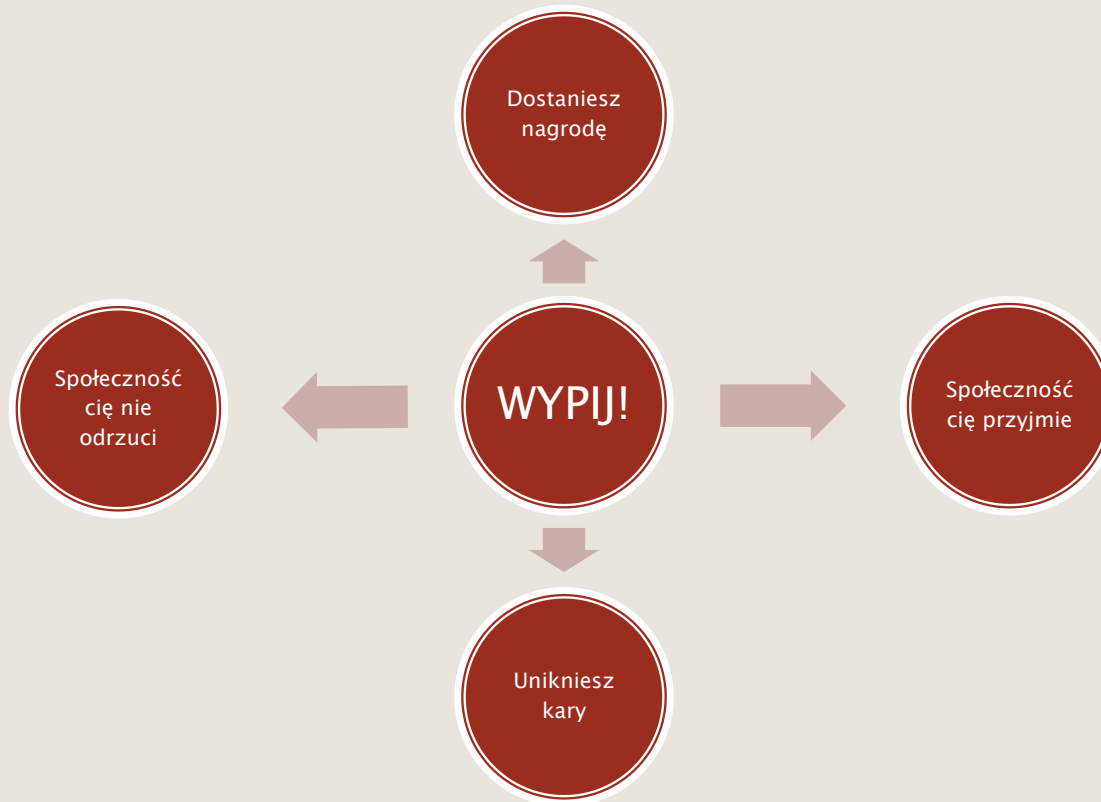 Dostaniesz
nagrodę
Społeczność
cię nie
odrzuci
WYPIJ!
Społeczność
cię przyjmie
Unikniesz
kary